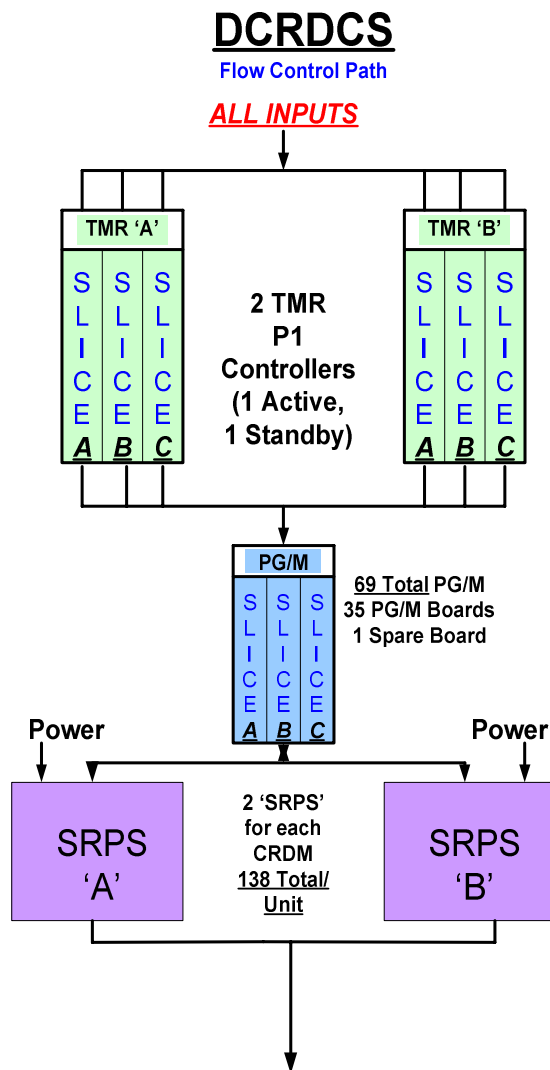 DCRDCS
Flow Control Path
ALL INPUTS
TMR ‘A’
SLICE A
SLICE B
SLICE C
2 TMR
P1
Controllers
(1 Active,
1 Standby)
TMR ‘B’
SLICE A
SLICE B
SLICE C
PG/M
SLICE A
SLICE B
SLICE C
69 Total PG/M
35 PG/M Boards
1 Spare Board
Power
Power
SRPS
‘A’
2 ‘SRPS’
for each
CRDM
138 Total/
Unit
SRPS
‘B’